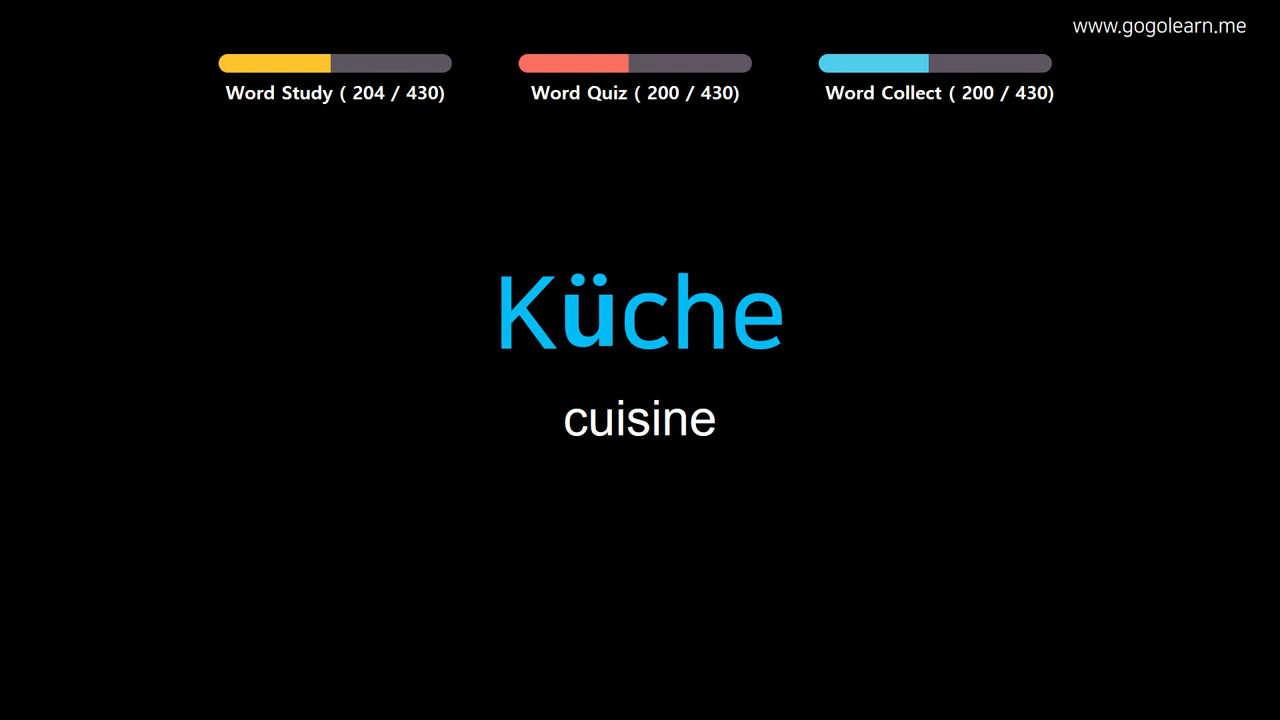 www.gogolearn.me
Word Study ( 204 / 430)
Word Quiz ( 200 / 430)
Word Collect ( 200 / 430)
Küche
cuisine